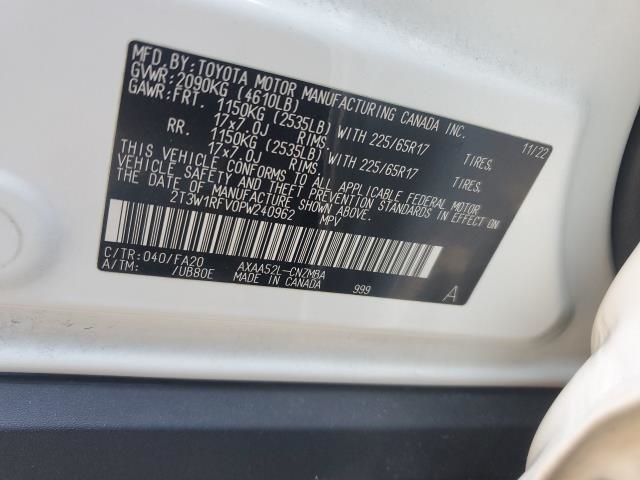 MFD.BY:TOYOTA MOTOR MANUFACTURING CANADA INC.
GVWR:2090KG (4610LB) 11/22
GAWR:FRT. 1150KG (2535LB) WITH 225/65R17 TIRES.
17x7.0J RIMS.
RR. 1150KG (2535LB) WITH 225/65R17 TIRES.
17x7.0J RIMS.
THIS VEHICLE CONFORMS TO ALL APPLICABLE FEDERAL MOTOR
VEHICLE SAFETY AND THEFT PREVENTION STANDARDS IN EFFECT ON
THE DATE OF MANUFACTURE SHOWN ABOVE.
2T3W1RFV0PW240962 MPV
C/TR:040/FA20 AXAA52L-CNZMBA
A/TM: /UB80E MADE IN CANADA 999 A